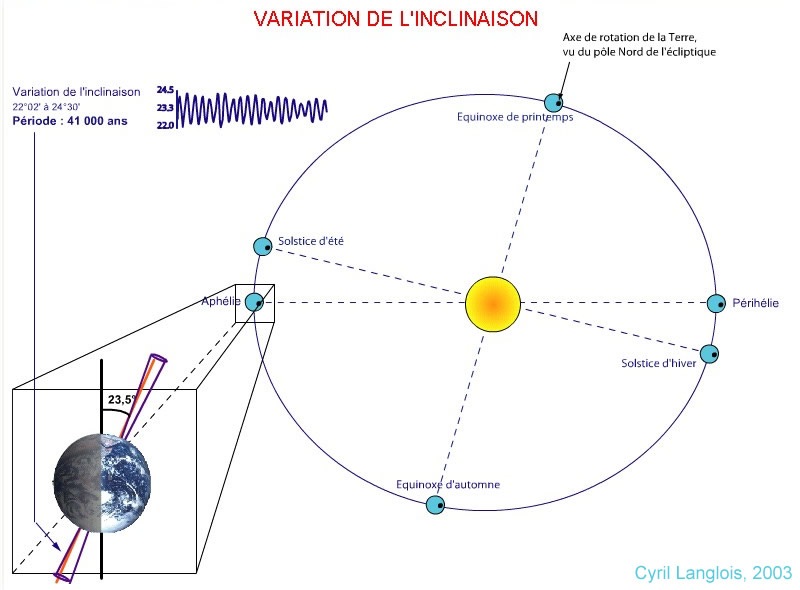 VARIATION DE L'INCLINAISON
Axe de rotation de la Terre,
vu du pôle Nord de l'écliptique
Variation de l'inclinaison
22°02' à 24°30'
Période : 41 000 ans
24.5
23.3
22.0
Equinoxe de printemps
Solstice d'été
Aphélie
Périhélie
Solstice d'hiver
23,5°
Equinoxe d'automne
Cyril Langlois, 2003